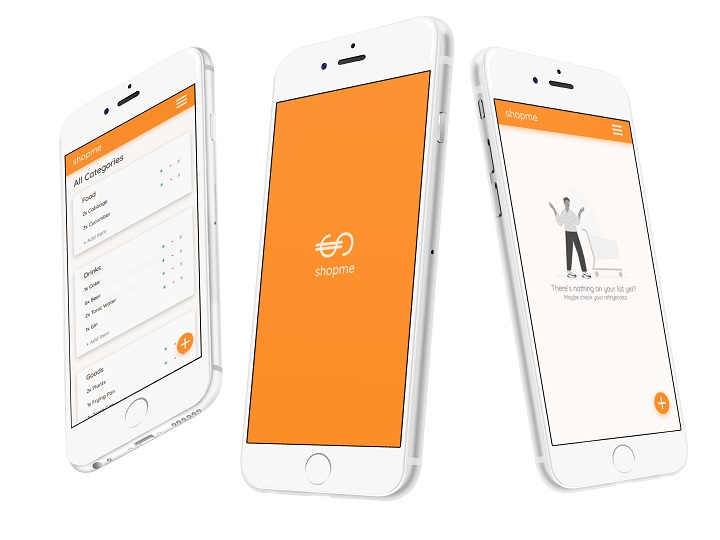 shopme
All Categories
Food
2x Cabbage
3x Cucumber
+ Add Item
Drinks
1x Coke
6x Beer
2x Tonic Water
1x Gin
+ Add Item
Goods
2x Plants
1x Frying Pan
shopme
shopme
There's nothing on your list yet?
Maybe check your refrigerator.